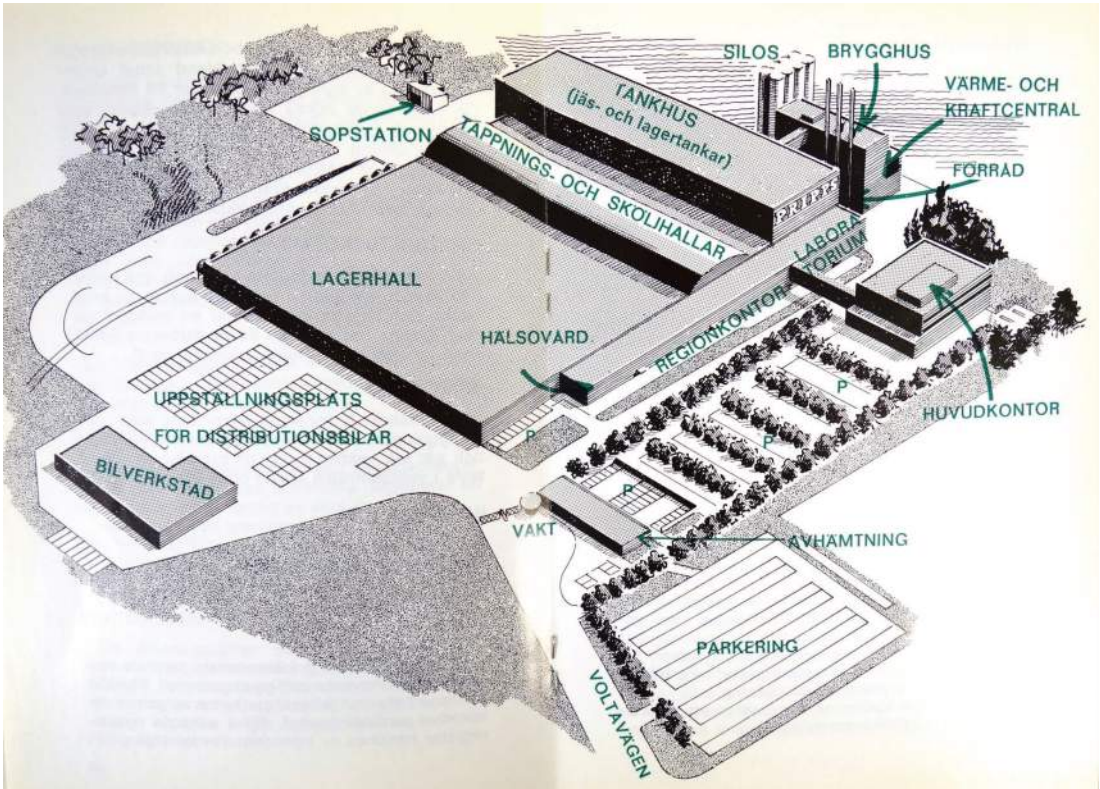 SILOS
BRYGGHUS
VÄRME- OCH
KRAFTCENTRAL
TANKHUS
(jäs- och lagertankar)
SOPSTATION
TAPPNINGS- OCH SKÖLJHALLAR
FÖRRÅD
PRIPPS
LABORA
TORIUM
LAGERHALL
HÄLSOVÅRD
REGIONKONTOR
P
HUVUDKONTOR
UPPSTÄLLNINGSPLATS
FÖR DISTRIBUTIONSBILAR
P
P
BILVERKSTAD
P
VAKT
AVHÄMTNING
PARKERING
VOLTAVÄGEN